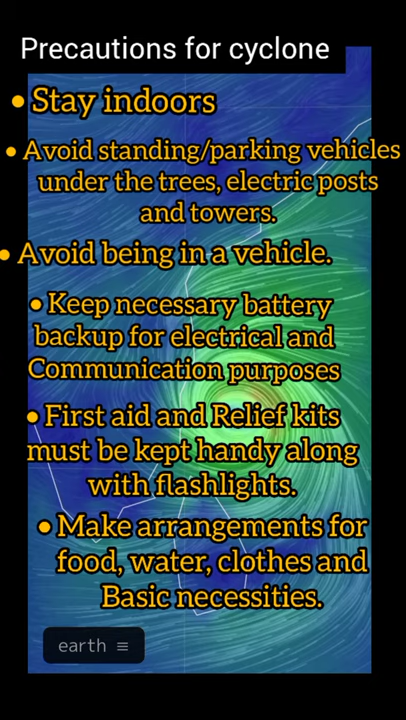 Precautions for cyclone
• Stay indoors
• Avoid standing/parking vehicles
under the trees, electric posts
and towers.
• Avoid being in a vehicle.
• Keep necessary battery
backup for electrical and
Communication purposes
• First aid and Relief kits
must be kept handy along
with flashlights.
• Make arrangements for
food, water, clothes and
Basic necessities.
earth ≡